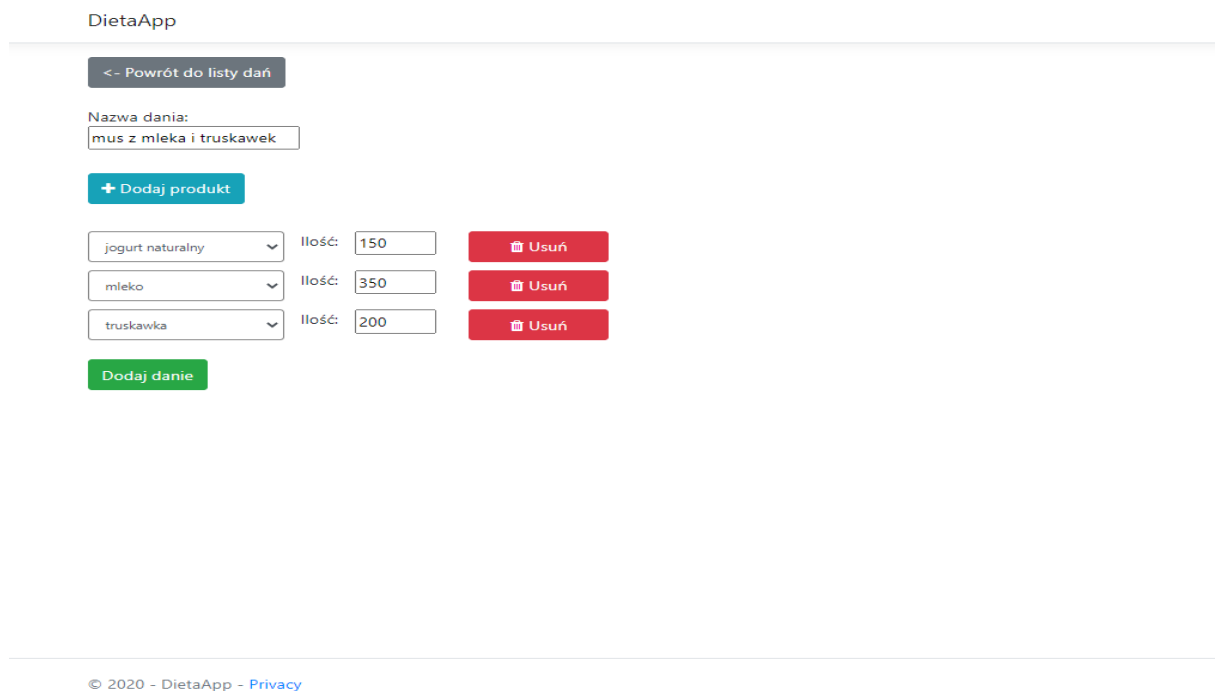 DietaApp
<- Powrót do listy dań
Nazwa dania:
mus z mleka i truskawek
Dodaj produkt
jogurt naturalny Ilość: 150 Usuń
mleko Ilość: 350 Usuń
truskawka Ilość: 200 Usuń
Dodaj danie
© 2020 - DietaApp - Privacy